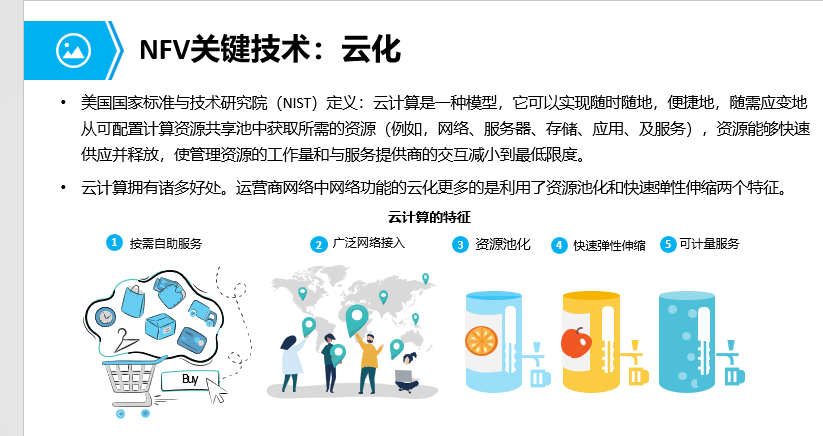 NFV关键技术：云化
• 美国国家标准与技术研究院（NIST）定义：云计算是一种模型，它可以实现随时随地，便捷地，随需应变地
从可配置计算资源共享池中获取所需的资源（例如，网络、服务器、存储、应用、及服务），资源能够快速
供应并释放，使管理资源的工作量和与服务提供商的交互减小到最低限度。
• 云计算拥有诸多好处。运营商网络中网络功能的云化更多的是利用了资源池化和快速弹性伸缩两个特征。
云计算的特征
1 按需自助服务 2 广泛网络接入 3 资源池化 4 快速弹性伸缩 5 可计量服务
Buy